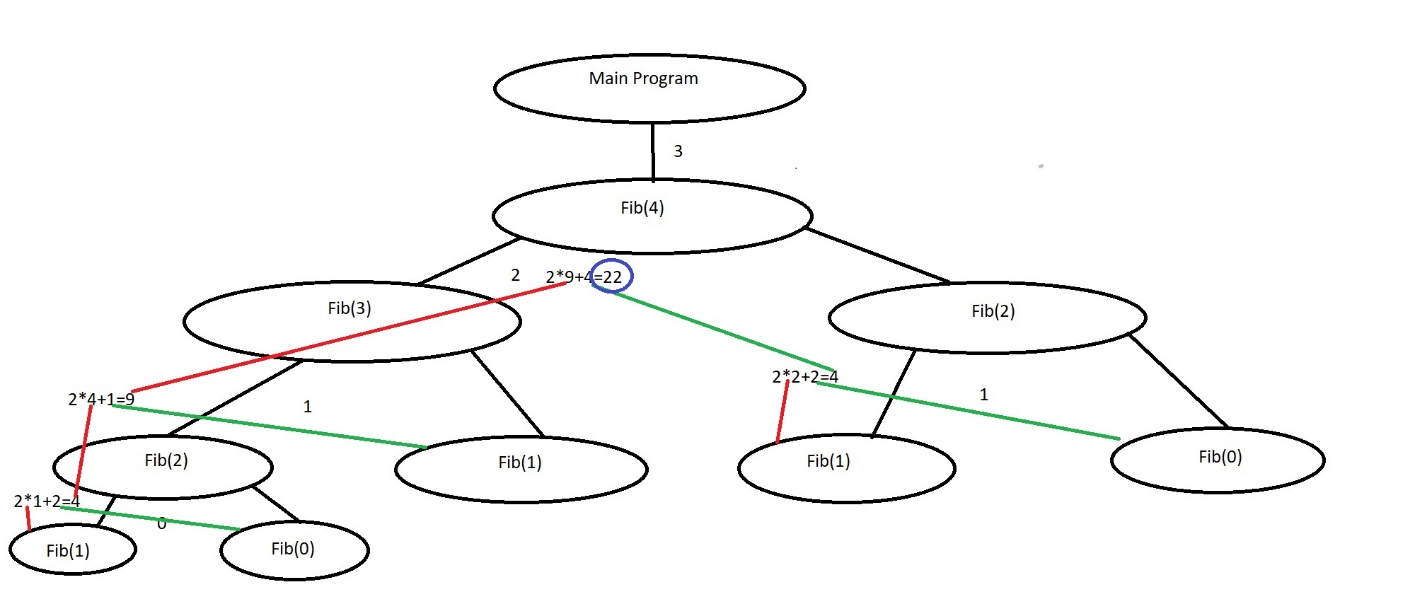 Main Program
3
Fib(4)
2
2*9+4=22
Fib(3)
Fib(2)
2*4+1=9
1
2*2+2=4
1
Fib(2)
Fib(1)
Fib(1)
Fib(0)
2*1+2=4
0
Fib(1)
Fib(0)